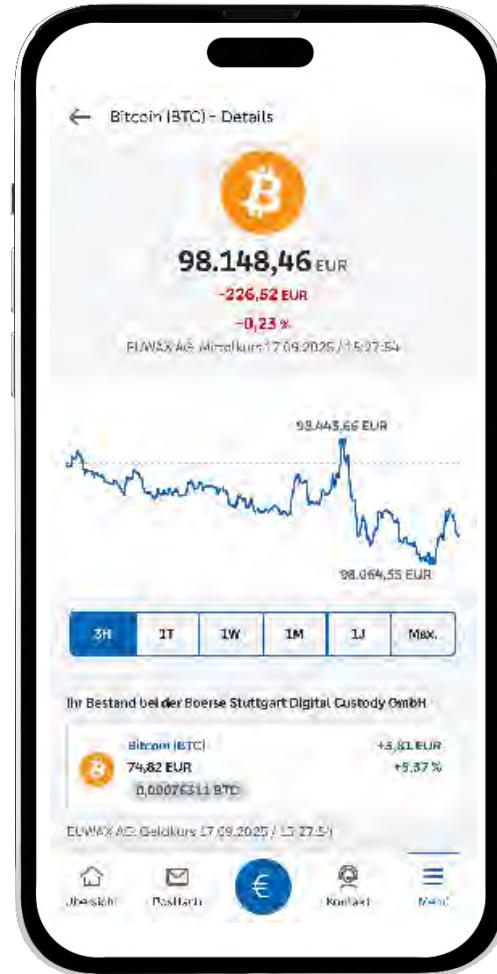 Bitcoin (BTC) - Details
98.148,46 EUR
-226,52 EUR
-0,23 %
EUWAX AG: Mittelkurs 17.09.2025 / 15:27:54
98.443,66 EUR
98.064,55 EUR
3H 1T 1W 1M 1J Max.
Ihr Bestand bei der Boerse Stuttgart Digital Custody GmbH
Bitcoin (BTC) +3,81 EUR
74,82 EUR +5,37 %
0,00076311 BTC
EUWAX AG: Geldkurs 17.09.2025 / 15:27:54
€
Übersicht Postfach Kontakt Menü